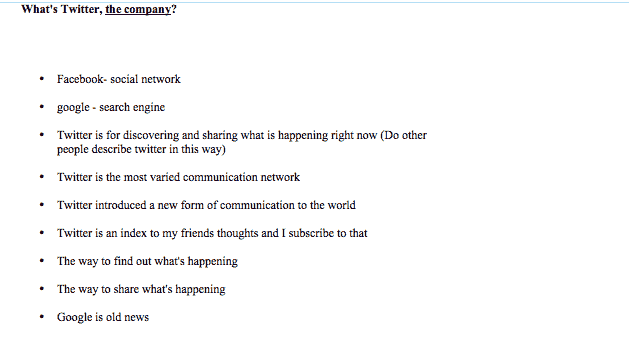 What's Twitter, the company?
• Facebook- social network
• google - search engine
• Twitter is for discovering and sharing what is happening right now (Do other
people describe twitter in this way)
• Twitter is the most varied communication network
• Twitter introduced a new form of communication to the world
• Twitter is an index to my friends thoughts and I subscribe to that
• The way to find out what's happening
• The way to share what's happening
• Google is old news